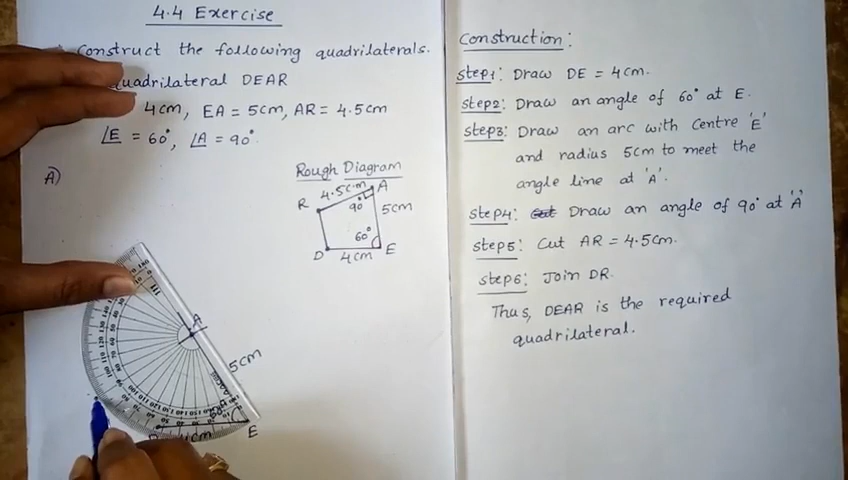 4.4 Exercise
Construct the following quadrilaterals.
quadrilateral DEAR
4cm, EA = 5cm, AR = 4.5cm
∠E = 60°, ∠A = 90°.
A)
Rough Diagram
R 4.5cm A
90° 5cm
60°
D 4cm E
A
5cm
4cm E
Construction:
step1: Draw DE = 4cm.
step2: Draw an angle of 60° at E.
step3: Draw an arc with centre 'E'
and radius 5cm to meet the
angle line at 'A'.
step4: Draw an angle of 90° at 'A'
step5: Cut AR = 4.5cm.
step6: Join DR.
Thus, DEAR is the required
quadrilateral.